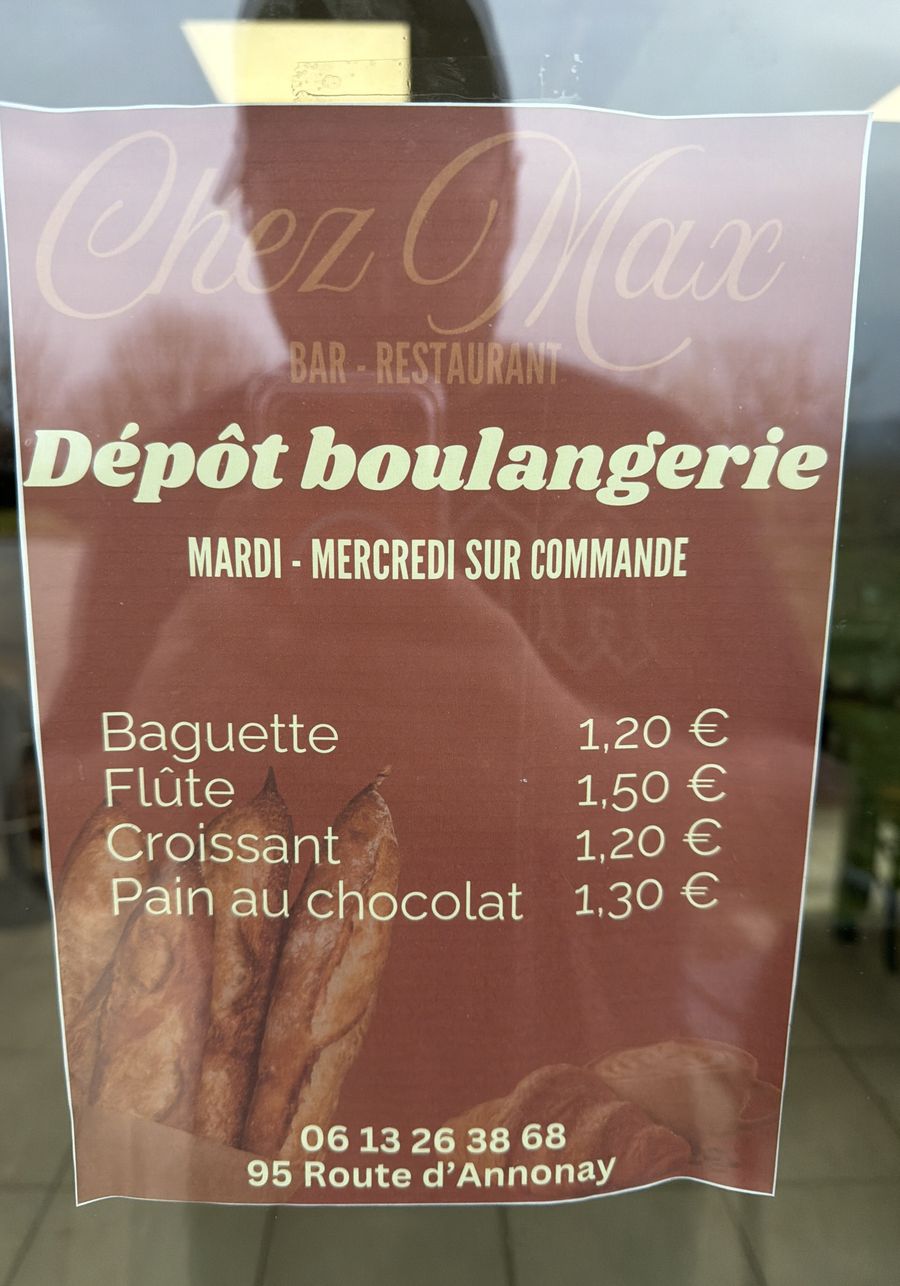 Chez Max
BAR - RESTAURANT
Dépôt boulangerie
MARDI - MERCREDI SUR COMMANDE
Baguette 1,20 €
Flûte 1,50 €
Croissant 1,20 €
Pain au chocolat 1,30 €
06 13 26 38 68
95 Route d'Annonay